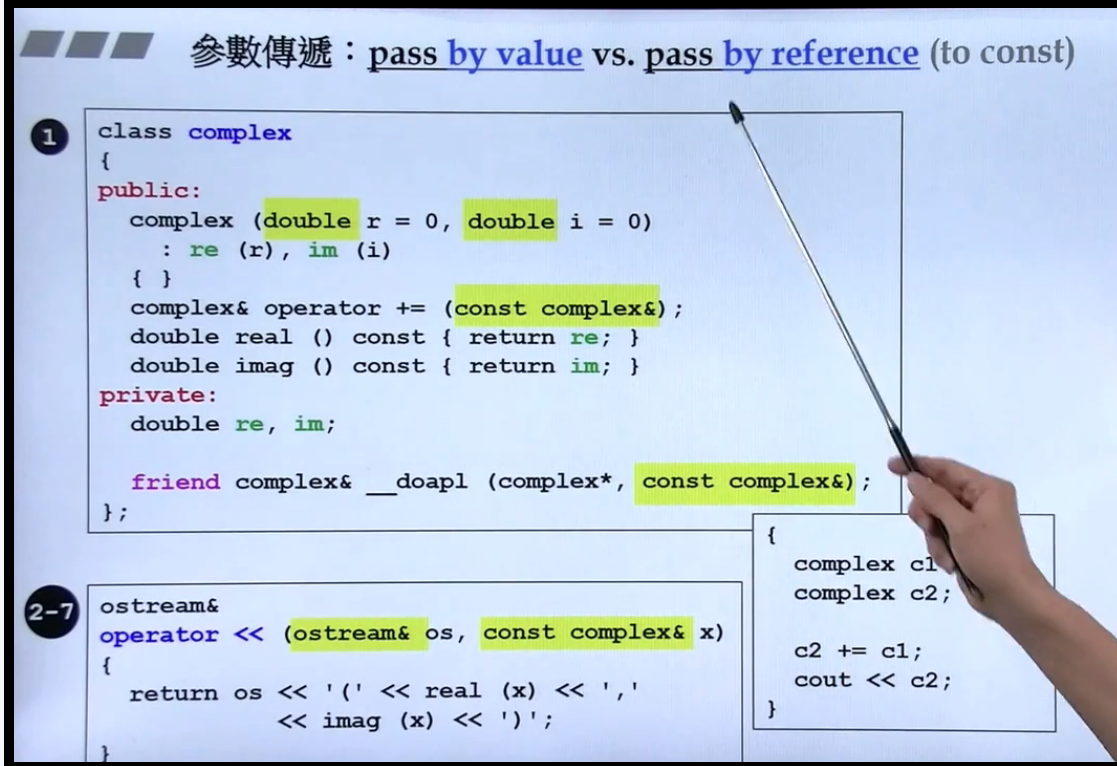 參數傳遞：pass by value vs. pass by reference (to const)
1
class complex
{
public:
  complex (double r = 0, double i = 0)
    : re (r), im (i)
  { }
  complex& operator += (const complex&);
  double real () const { return re; }
  double imag () const { return im; }
private:
  double re, im;
  friend complex& __doapl (complex*, const complex&);
};
2-7
ostream&
operator << (ostream& os, const complex& x)
{
  return os << '(' << real (x) << ','
            << imag (x) << ')';
}
{
  complex c1
  complex c2;
  c2 += c1;
  cout << c2;
}